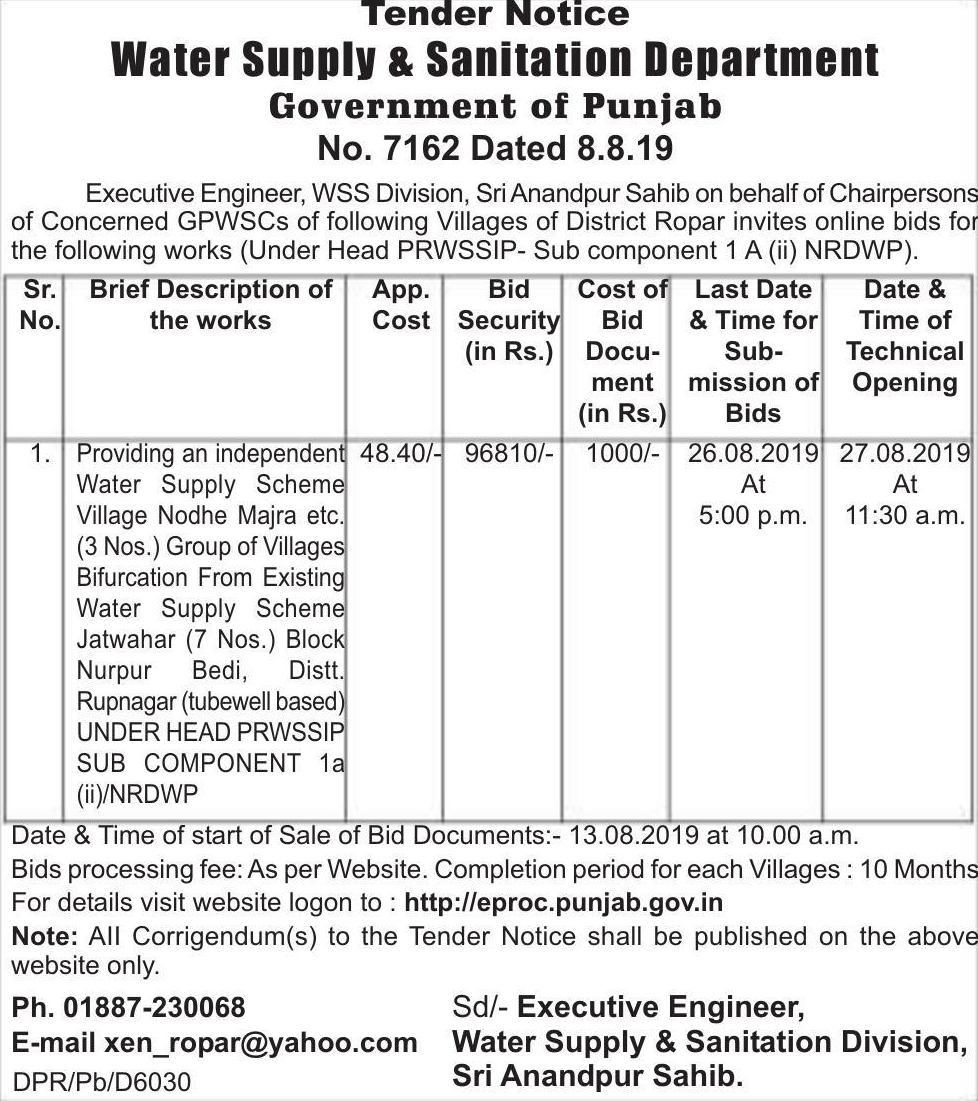 Tender Notice
Water Supply & Sanitation Department
Government of Punjab
No. 7162 Dated 8.8.19
Executive Engineer, WSS Division, Sri Anandpur Sahib on behalf of Chairpersons
of Concerned GPWSCs of following Villages of District Ropar invites online bids for
the following works (Under Head PRWSSIP- Sub component 1 A (ii) NRDWP).
Sr.
No.
Brief Description of
the works
App.
Cost
Bid
Security
(in Rs.)
Cost of
Bid
Docu-
ment
(in Rs.)
Last Date
& Time for
Sub-
mission of
Bids
Date &
Time of
Technical
Opening
1.
Providing an independent
Water Supply Scheme
Village Nodhe Majra etc.
(3 Nos.) Group of Villages
Bifurcation From Existing
Water Supply Scheme
Jatwahar (7 Nos.) Block
Nurpur Bedi, Distt.
Rupnagar (tubewell based)
UNDER HEAD PRWSSIP
SUB COMPONENT 1a
(ii)/NRDWP
48.40/-
96810/-
1000/-
26.08.2019
At
5:00 p.m.
27.08.2019
At
11:30 a.m.
Date & Time of start of Sale of Bid Documents:- 13.08.2019 at 10.00 a.m.
Bids processing fee: As per Website. Completion period for each Villages : 10 Months
For details visit website logon to : http://eproc.punjab.gov.in
Note: All Corrigendum(s) to the Tender Notice shall be published on the above
website only.
Ph. 01887-230068
E-mail xen_ropar@yahoo.com
DPR/Pb/D6030
Sd/- Executive Engineer,
Water Supply & Sanitation Division,
Sri Anandpur Sahib.